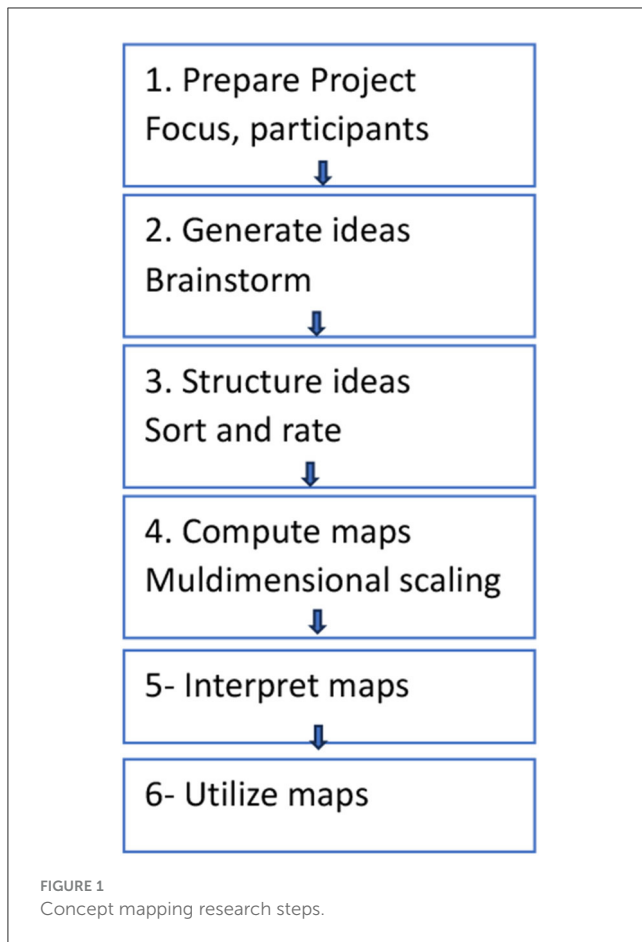 1. Prepare Project
Focus, participants
2. Generate ideas
Brainstorm
3. Structure ideas
Sort and rate
4. Compute maps
Muldimensional scaling
5- Interpret maps
6- Utilize maps
FIGURE 1
Concept mapping research steps.